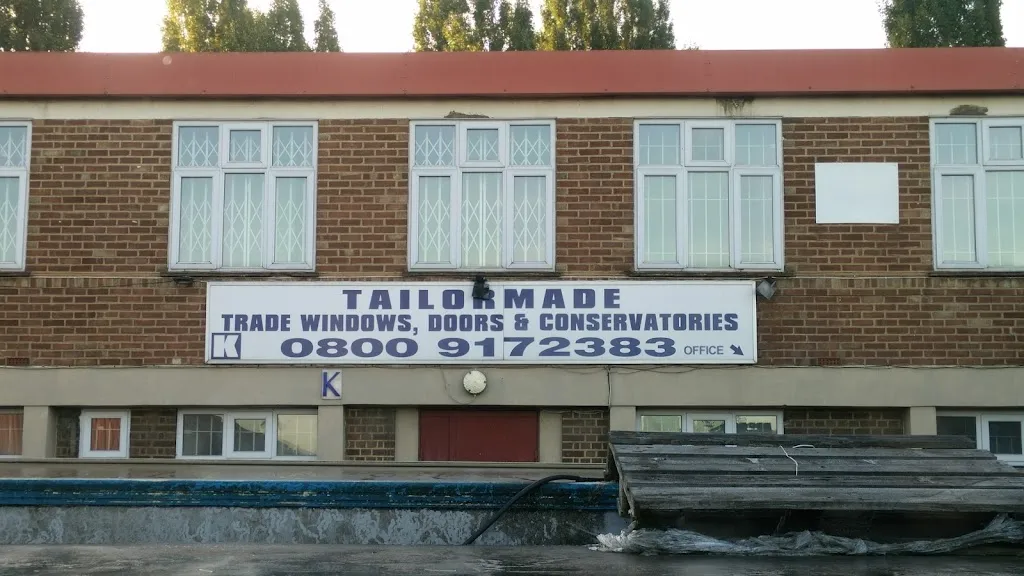 TAILORMADE
TRADE WINDOWS, DOORS & CONSERVATORIES
K 0800 9172383 OFFICE
K